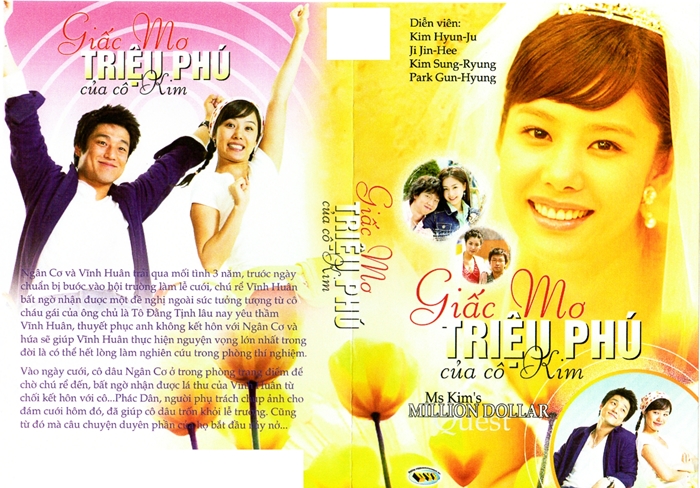 Giấc Mơ
TRIỆU PHÚ
của cô Kim
Ngân Cơ và Vĩnh Huân trải qua mối tình 3 năm, trước ngày
chuẩn bị bước vào hội trường làm lễ cưới, chú rể Vĩnh Huân
bất ngờ nhận được một đề nghị ngoài sức tưởng tượng từ cô
cháu gái của ông chủ là Tô Đằng Tịnh lâu nay yêu thầm
Vĩnh Huân, thuyết phục anh không kết hôn với Ngân Cơ và
hứa sẽ giúp Vĩnh Huân thực hiện nguyện vọng lớn nhất trong
đời là có thể hết lòng làm nghiên cứu trong phòng thí nghiệm.
Vào ngày cưới, cô dâu Ngân Cơ ở trong phòng trang điểm để
chờ chú rể đến, bất ngờ nhận được lá thư của Vĩnh Huân từ
chối kết hôn với cô...Phác Dân, người phụ trách chụp ảnh cho
đám cưới hôm đó, đã giúp cô dâu trốn khỏi lễ trường. Cũng
từ đó mà câu chuyện duyên phận của họ bắt đầu nảy nở...
Giấc Mơ
TRIỆU PHÚ
của cô Kim
Diễn viên:
Kim Hyun-Ju
Ji Jin-Hee
Kim Sung-Ryung
Park Gun-Hyung
Giấc Mơ
TRIỆU PHÚ
của cô Kim
Ms Kim's
MILLION DOLLAR
Quest